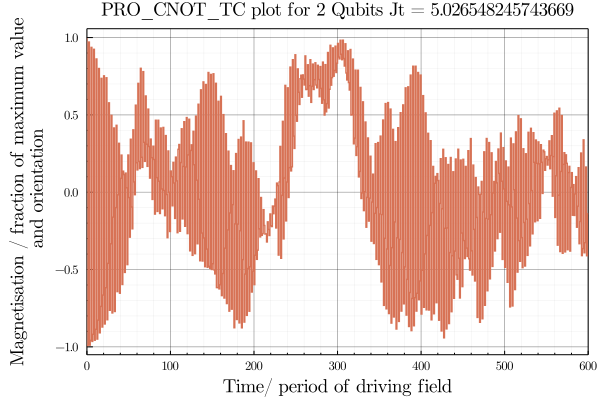 PRO_CNOT_TC plot for 2 Qubits Jt = 5.026548245743669
Magnetisation / fraction of maximum value
and orientation
1.0
0.5
0.0
−0.5
−1.0
0 100 200 300 400 500 600
Time/ period of driving field